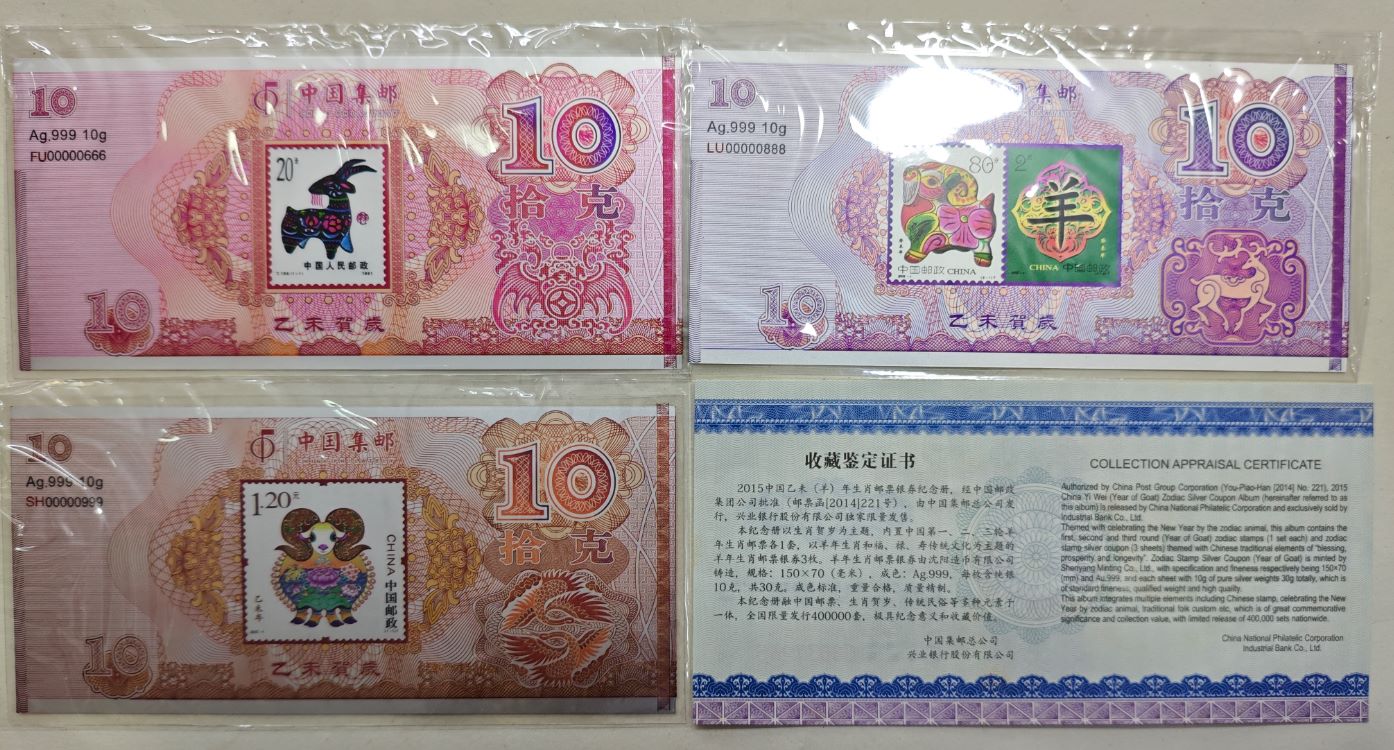 10
Ag.999 10g
FU00000666
中国集邮
10
拾克
20分
中国人民邮政
1991
乙未賀歲
10
10
Ag.999 10g
LU00000888
国集邮
10
拾克
80分
癸未年
中国邮政 CHINA
2元
羊
癸未年
CHINA 中国邮政
乙未賀歲
10
10
Ag.999 10g
SH00000999
中国集邮
10
拾克
1.20元
CHINA 中国邮政
乙未年
乙未賀歲
10
收藏鉴定证书
2015中国乙未(羊)年生肖邮票银券纪念册,经中国邮政
集团公司批准(邮票函[2014]221号),由中国集邮总公司发
行,兴业银行股份有限公司独家限量发售。
本纪念册以生肖贺岁为主题,内置中国第一、二、三轮羊
年生肖邮票各1套,以羊年生肖和福、禄、寿传统文化为主题的
羊年生肖邮票银券3枚。羊年生肖邮票银券由沈阳造币有限公司
铸造,规格:150×70(毫米),成色:Ag.999,每枚含纯银
10克,共30克。成色标准,重量合格,质量精制。
本纪念册融中国邮票、生肖贺岁、传统民俗等多种元素于
一体,全国限量发行400000套,极具纪念意义和收藏价值。
中国集邮总公司
兴业银行股份有限公司
COLLECTION APPRAISAL CERTIFICATE
Authorized by China Post Group Corporation (You-Piao-Han [2014] No. 221), 2015
China Yi Wei (Year of Goat) Zodiac Silver Coupon Album (hereinafter referred to as
this album) is released by China National Philatelic Corporation and exclusively sold by
Industrial Bank Co., Ltd.
Themed with celebrating the New Year by the zodiac animal, this album contains the
first, second and third round (Year of Goat) zodiac stamps (1 set each) and zodiac
stamp silver coupon (3 sheets) themed with Chinese traditional elements of "blessing,
prosperity and longevity". Zodiac Stamp Silver Coupon (Year of Goat) is minted by
Shenyang Minting Co., Ltd., with specification and fineness respectively being 150×70
(mm) and Au.999, and each sheet with 10g of pure silver weights 30g totally, which is
of standard fineness, qualified weight and high quality.
This album integrates multiple elements including Chinese stamp, celebrating the New
Year by zodiac animal, traditional folk custom etc, which is of great commemorative
significance and collection value, with limited release of 400,000 sets nationwide.
China National Philatelic Corporation
Industrial Bank Co., Ltd.